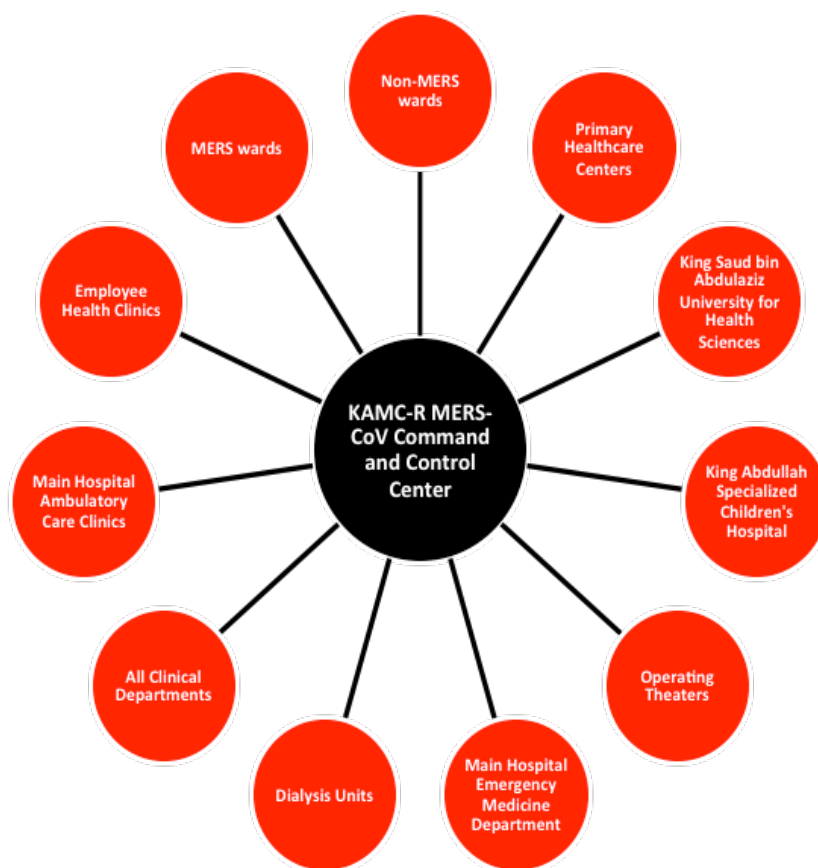 Non-MERS
wards
Primary
Healthcare
Centers
King Saud bin
Abdulaziz
University for
Health
Sciences
King Abdullah
Specialized
Children's
Hospital
Operating
Theaters
Main Hospital
Emergency
Medicine
Department
Dialysis Units
All Clinical
Departments
Main Hospital
Ambulatory
Care Clinics
Employee
Health Clinics
MERS wards
KAMC-R MERS-
CoV Command
and Control
Center